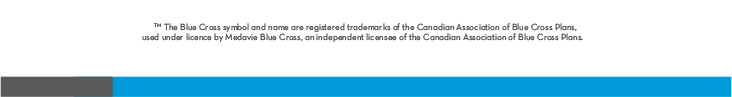 ™ The Blue Cross symbol and name are registered trademarks of the Canadian Association of Blue Cross Plans,
used under licence by Medavie Blue Cross, an independent licensee of the Canadian Association of Blue Cross Plans.